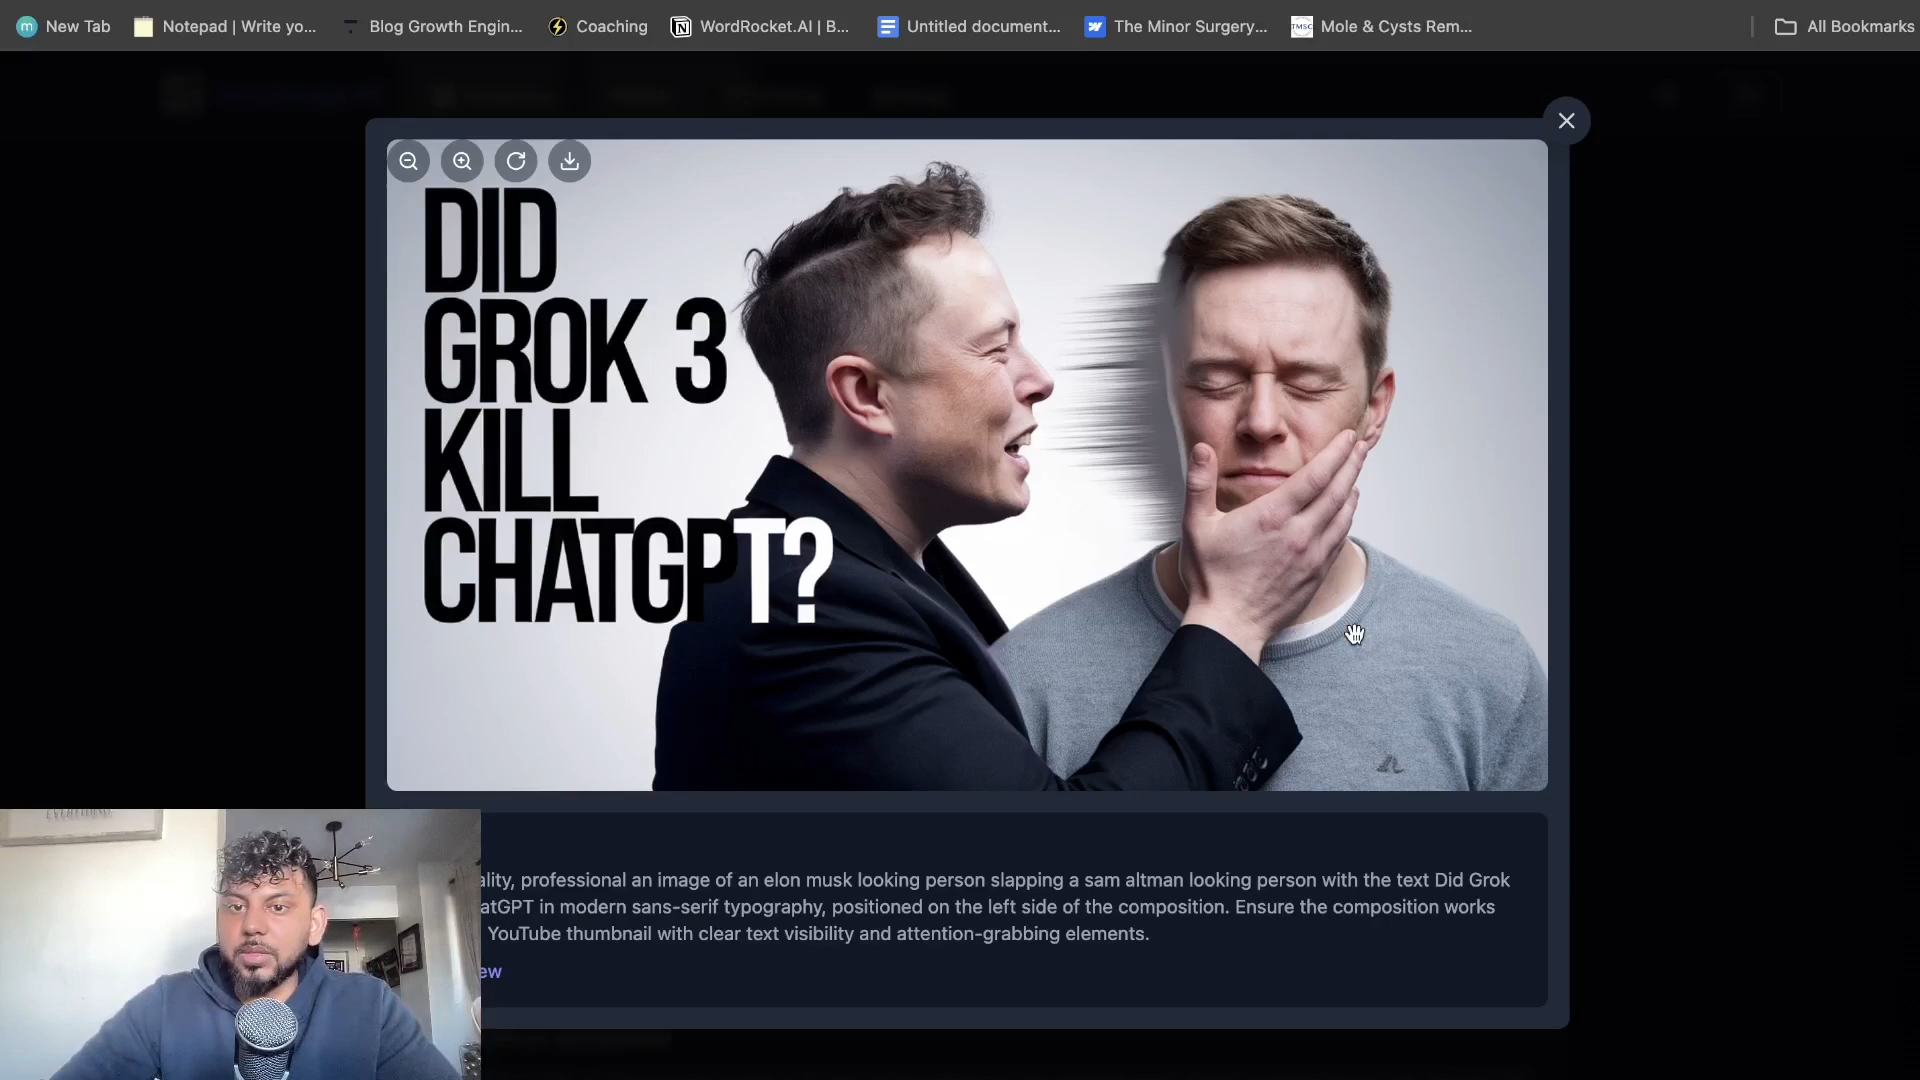 New Tab
Notepad | Write yo...
Blog Growth Engin...
Coaching
WordRocket.AI | B...
Untitled document...
The Minor Surgery...
Mole & Cysts Rem...
All Bookmarks
DID
GROK 3
KILL
CHATGPT?
ality, professional an image of an elon musk looking person slapping a sam altman looking person with the text Did Grok
atGPT in modern sans-serif typography, positioned on the left side of the composition. Ensure the composition works
YouTube thumbnail with clear text visibility and attention-grabbing elements.
ew